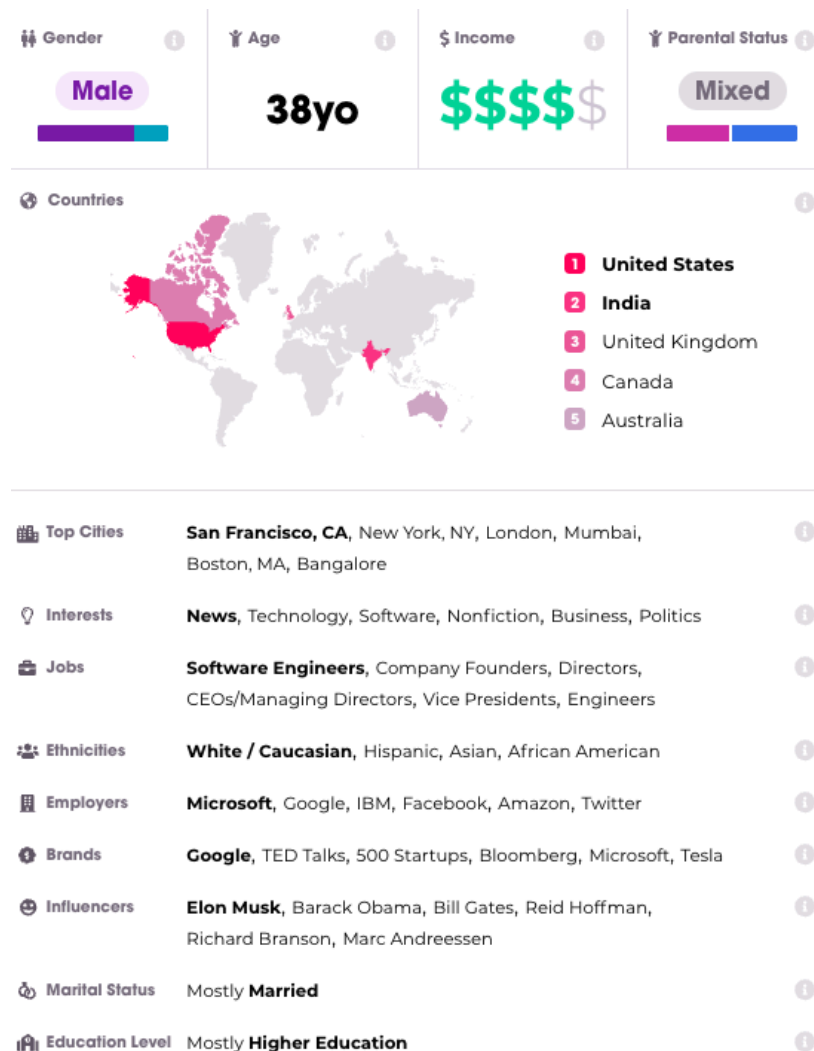 Gender
Age
$ Income
Parental Status
Male
38yo
$$$$$
Mixed
Countries
1 United States
2 India
3 United Kingdom
4 Canada
5 Australia
Top Cities San Francisco, CA, New York, NY, London, Mumbai,
Boston, MA, Bangalore
Interests News, Technology, Software, Nonfiction, Business, Politics
Jobs Software Engineers, Company Founders, Directors,
CEOs/Managing Directors, Vice Presidents, Engineers
Ethnicities White / Caucasian, Hispanic, Asian, African American
Employers Microsoft, Google, IBM, Facebook, Amazon, Twitter
Brands Google, TED Talks, 500 Startups, Bloomberg, Microsoft, Tesla
Influencers Elon Musk, Barack Obama, Bill Gates, Reid Hoffman,
Richard Branson, Marc Andreessen
Marital Status Mostly Married
Education Level Mostly Higher Education